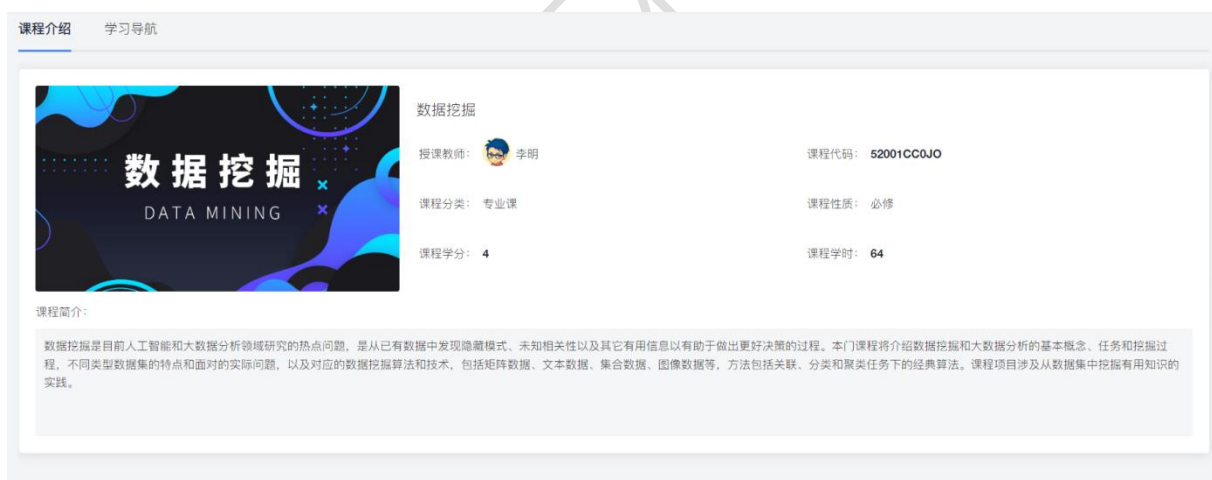 课程介绍 学习导航
数据挖掘
DATA MINING
数据挖掘
授课教师: 李明 课程代码: 52001CC0JO
课程分类: 专业课 课程性质: 必修
课程学分: 4 课程学时: 64
课程简介:
数据挖掘是目前人工智能和大数据分析领域研究的热点问题, 是从已有数据中发现隐藏模式、未知相关性以及其它有用信息以有助于做出更好决策的过程。本门课程将介绍数据挖掘和大数据分析的基本概念、任务和挖掘过
程, 不同类型数据集的特点和面对的实际问题, 以及对应的数据挖掘算法和技术, 包括矩阵数据、文本数据、集合数据、图像数据等, 方法包括关联、分类和聚类任务下的经典算法。课程项目涉及从数据集中挖掘有用知识的
实践。